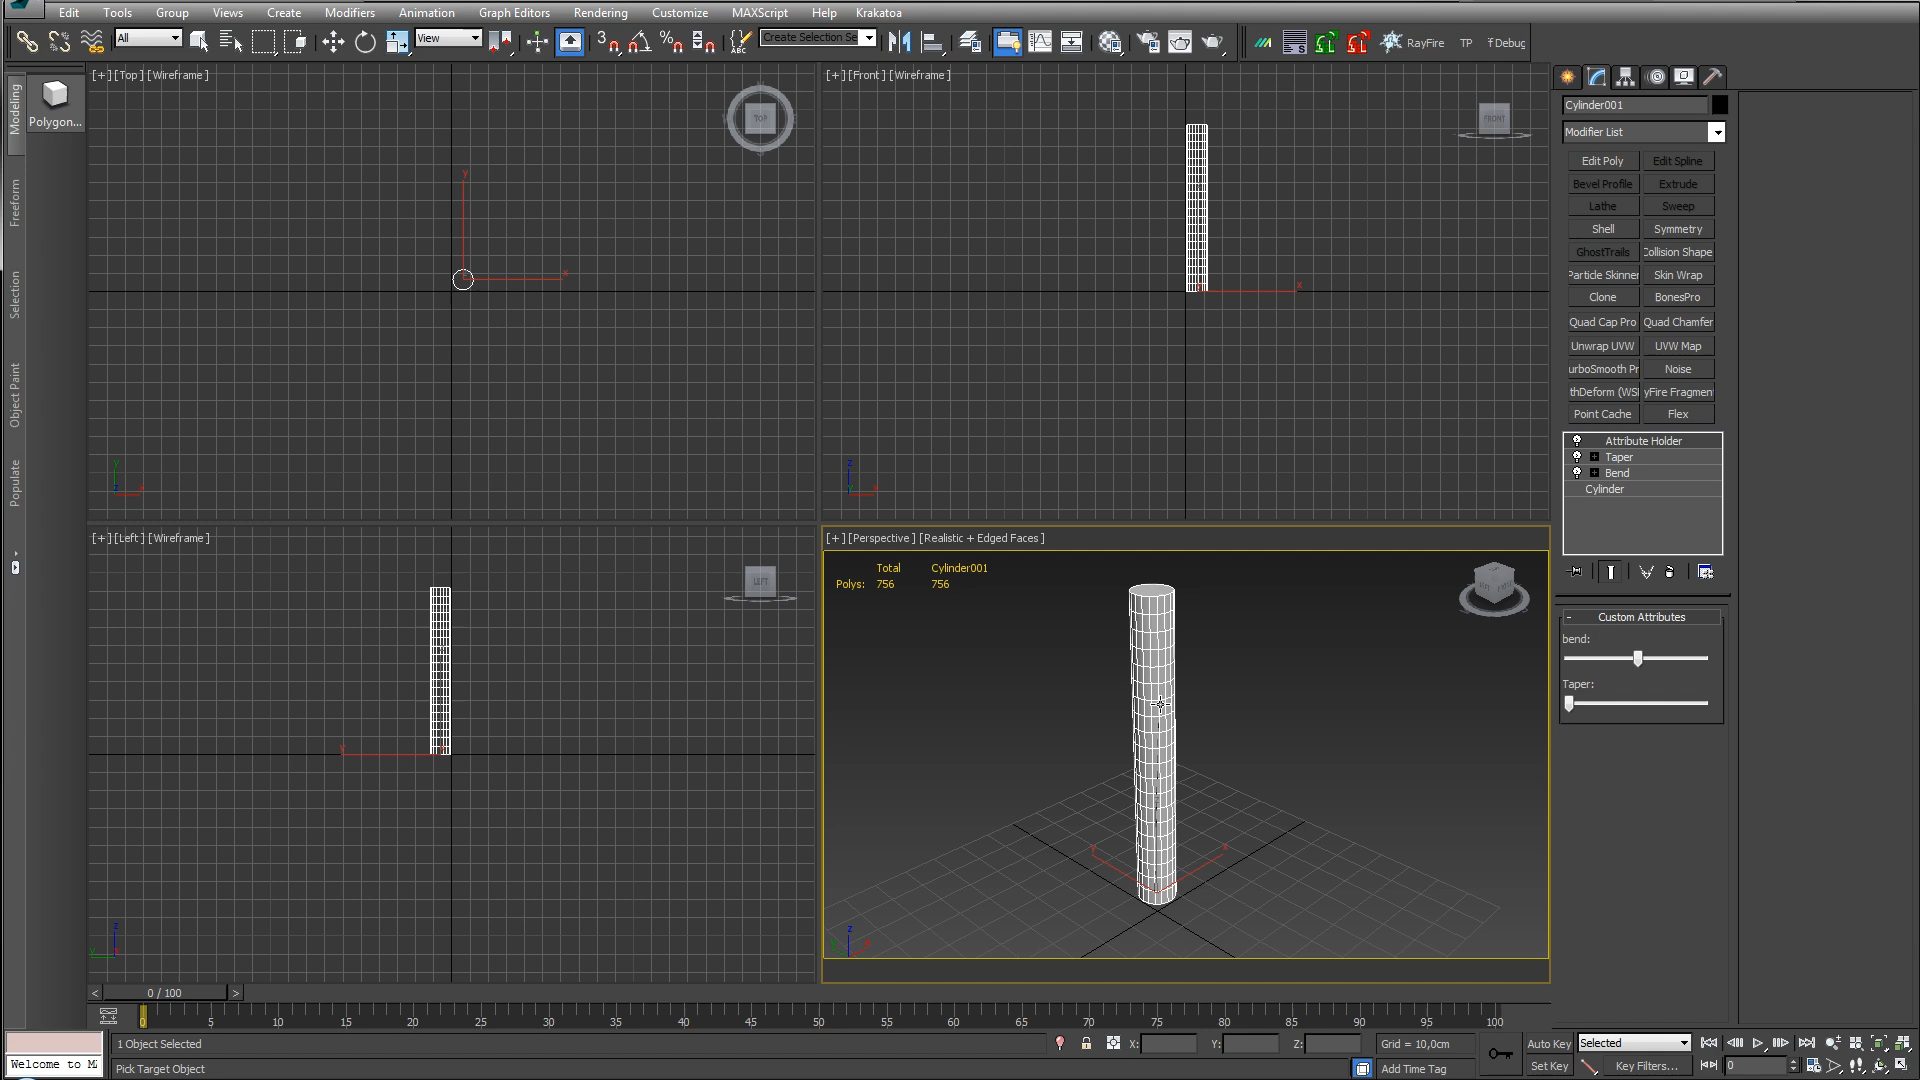 Edit Tools Group Views Create Modifiers Animation Graph Editors Rendering Customize MAXScript Help Krakatoa
All View Create Selection Se RayFire TP fDebug
Modeling
Polygon...
Freeform
Selection
Object Paint
Populate
[+] [Top] [Wireframe]
TOP
y
x
[+] [Front] [Wireframe]
FRONT
x
[+] [Left] [Wireframe]
LEFT
[+] [Perspective] [Realistic + Edged Faces]
Total Cylinder001
Polys: 756 756
Cylinder001
Modifier List
Edit Poly Edit Spline
Bevel Profile Extrude
Lathe Sweep
Shell Symmetry
GhostTrails Collision Shape
Particle Skinner Skin Wrap
Clone BonesPro
Quad Cap Pro Quad Chamfer
Unwrap UVW UVW Map
urboSmooth Pr Noise
thDeform (WSI yFire Fragment
Point Cache Flex
Attribute Holder
Taper
Bend
Cylinder
- Custom Attributes
bend:
Taper:
< 0 / 100 >
0 5 10 15 20 25 30 35 40 45 50 55 60 65 70 75 80 85 90 95 100
1 Object Selected X: Y: Z: Grid = 10,0cm Auto Key Selected
Welcome to M
Pick Target Object Add Time Tag Set Key Key Filters... 0